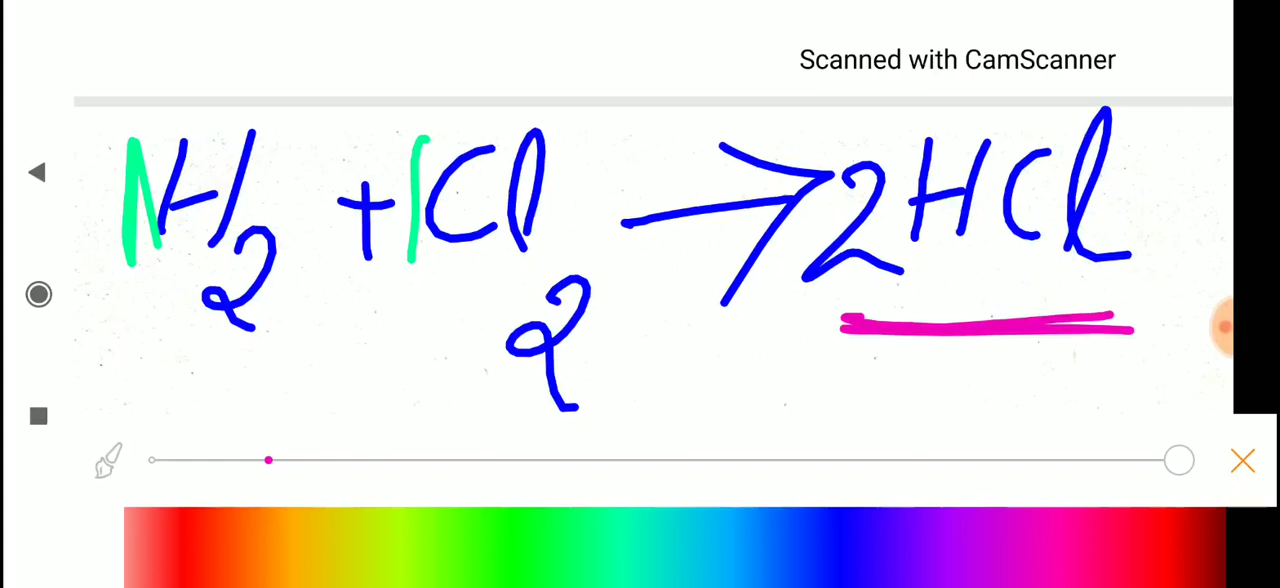 Scanned with CamScanner
1H2 + 1Cl2 → 2HCl